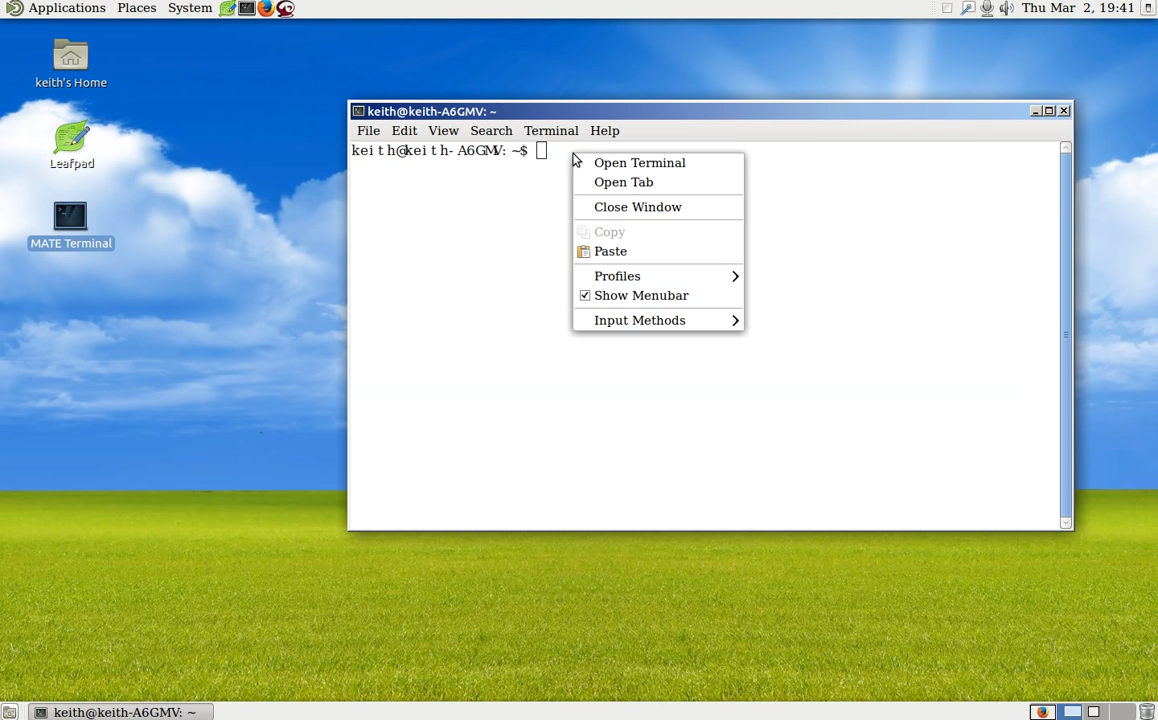 Applications Places System Thu Mar 2, 19:41
keith's Home
Leafpad
MATE Terminal
keith@keith-A6GMV: ~
File Edit View Search Terminal Help
keith@keith-A6GMV:~$
Open Terminal
Open Tab
Close Window
Copy
Paste
Profiles
Show Menubar
Input Methods
keith@keith-A6GMV: ~